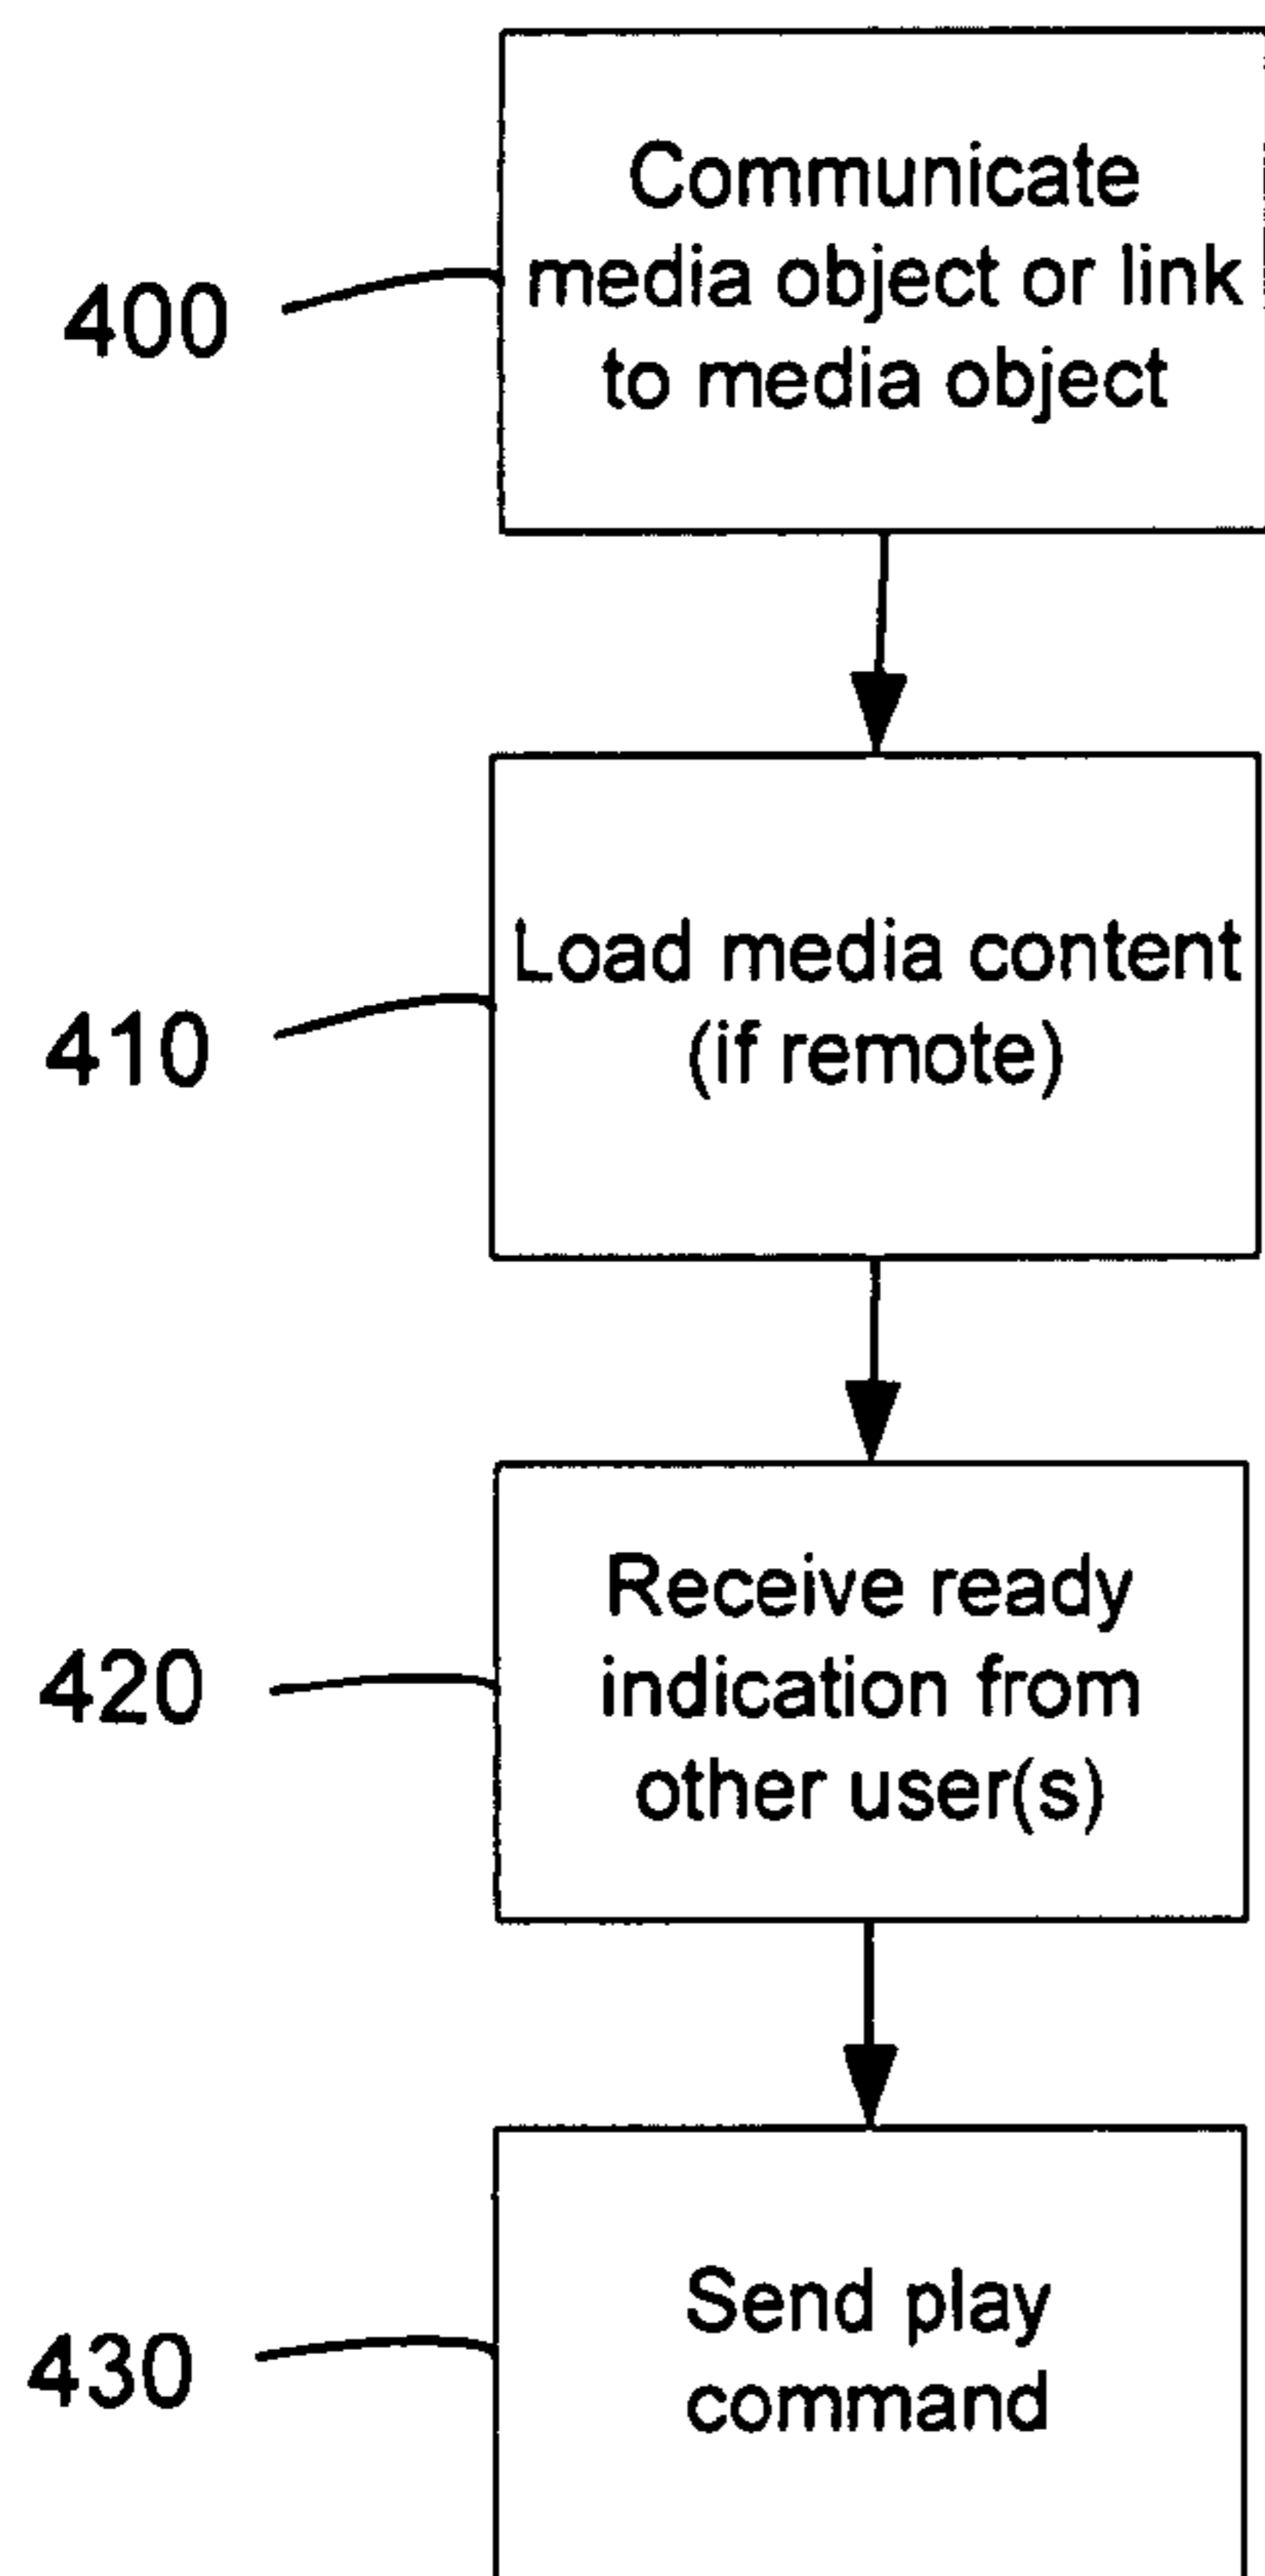 Communicate
media object or link
to media object
400
Load media content
(if remote)
410
Receive ready
indication from
other user(s)
420
Send play
command
430